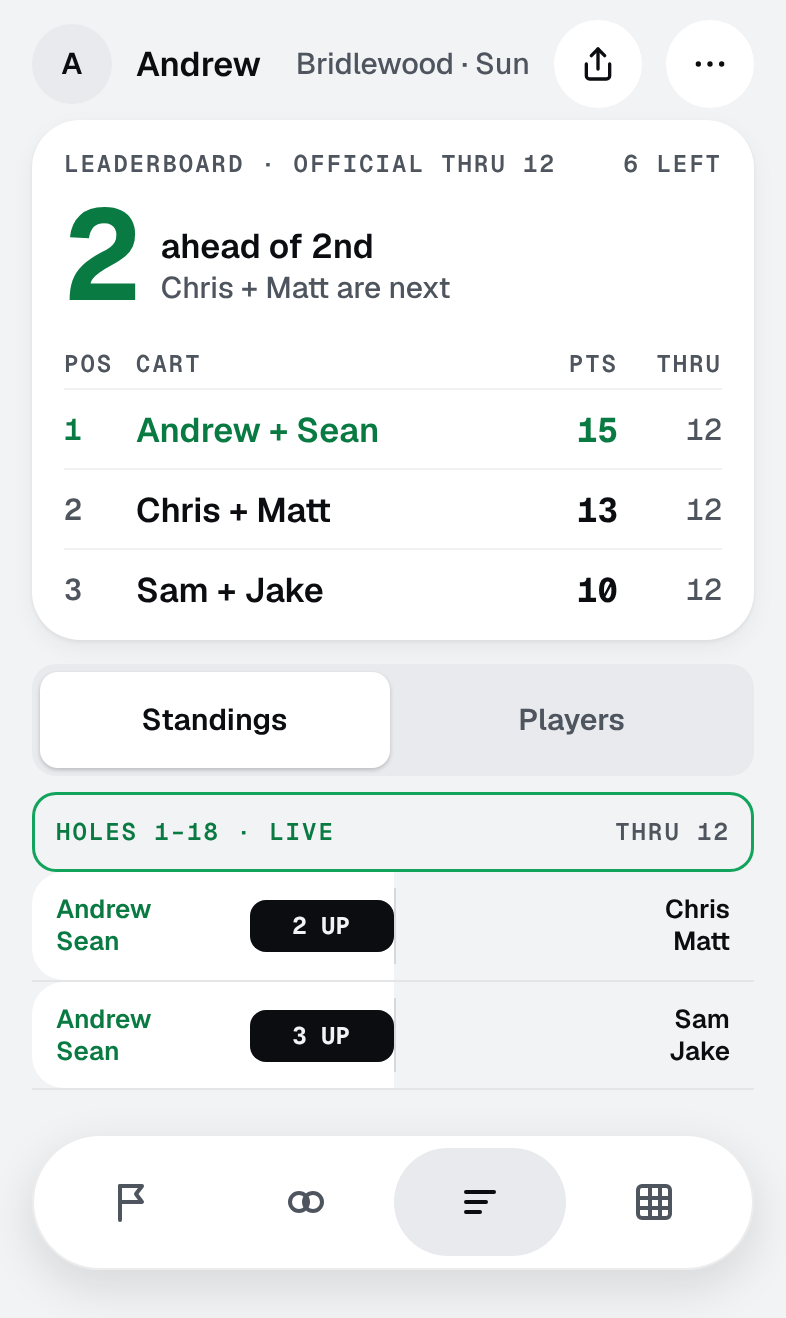 A Andrew Bridlewood · Sun
LEADERBOARD · OFFICIAL THRU 12 6 LEFT
2 ahead of 2nd
Chris + Matt are next
POS CART PTS THRU
1 Andrew + Sean 15 12
2 Chris + Matt 13 12
3 Sam + Jake 10 12
Standings Players
HOLES 1–18 · LIVE THRU 12
Andrew Chris
2 UP
Sean Matt
Andrew Sam
3 UP
Sean Jake